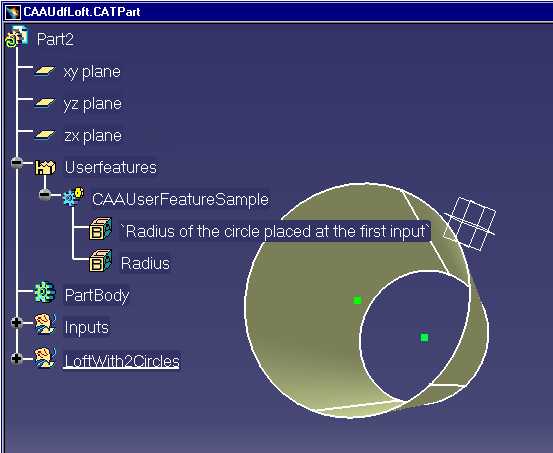 CAAUdfLoft.CATPart
Part2
xy plane
yz plane
zx plane
Userfeatures
CAAUserFeatureSample
`Radius of the circle placed at the first input`
Radius
PartBody
Inputs
LoftWith2Circles